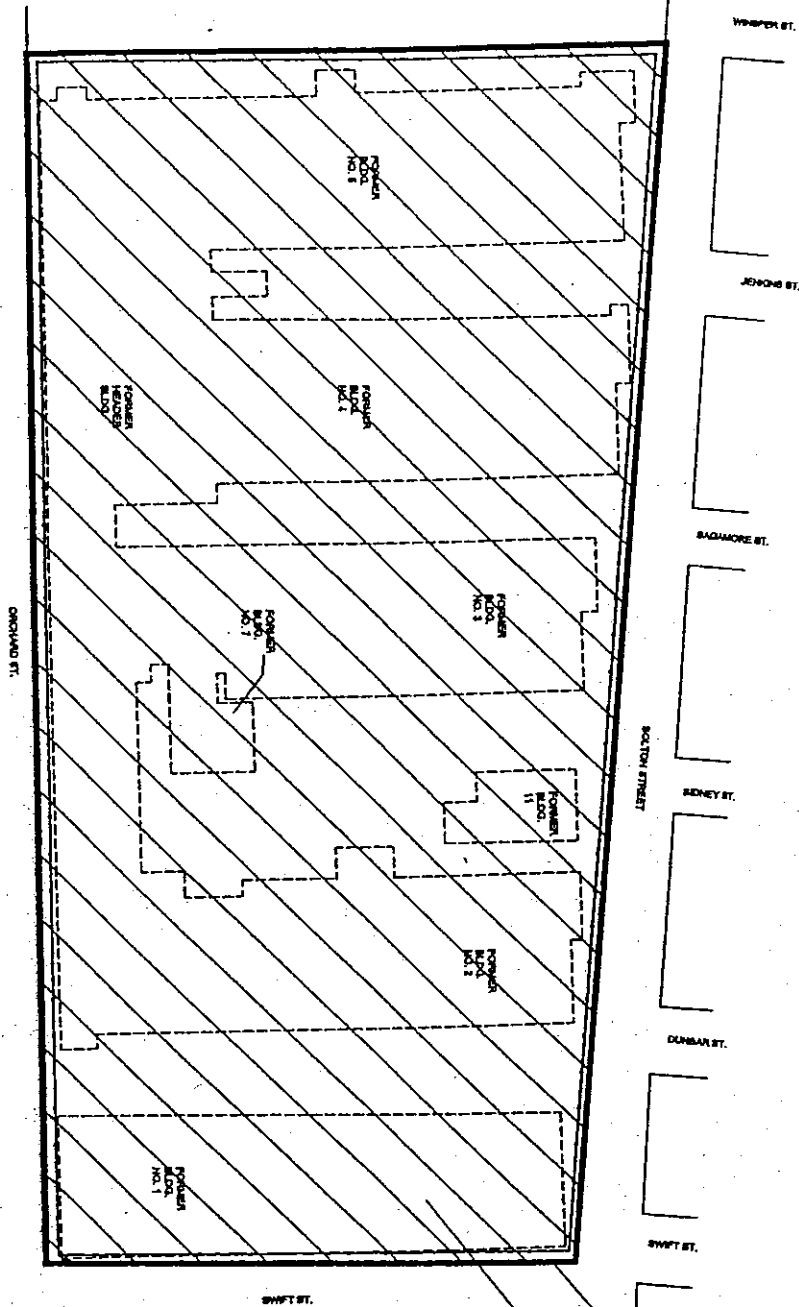 WINSPER ST.
FORMER
BLDG.
NO. 5
JENKINS ST.
FORMER
BLDG.
NO. 4
FORMER
HEADER
BLDG.
SAGAMORE ST.
FORMER
BLDG.
NO. 3
FORMER
BLDG.
NO. 7
ORCHARD ST.
BOLTON STREET
SIDNEY ST.
FORMER
BLDG.
11
FORMER
BLDG.
NO. 2
DUNBAR ST.
FORMER
BLDG.
NO. 1
SWIFT ST.
SWIFT ST.